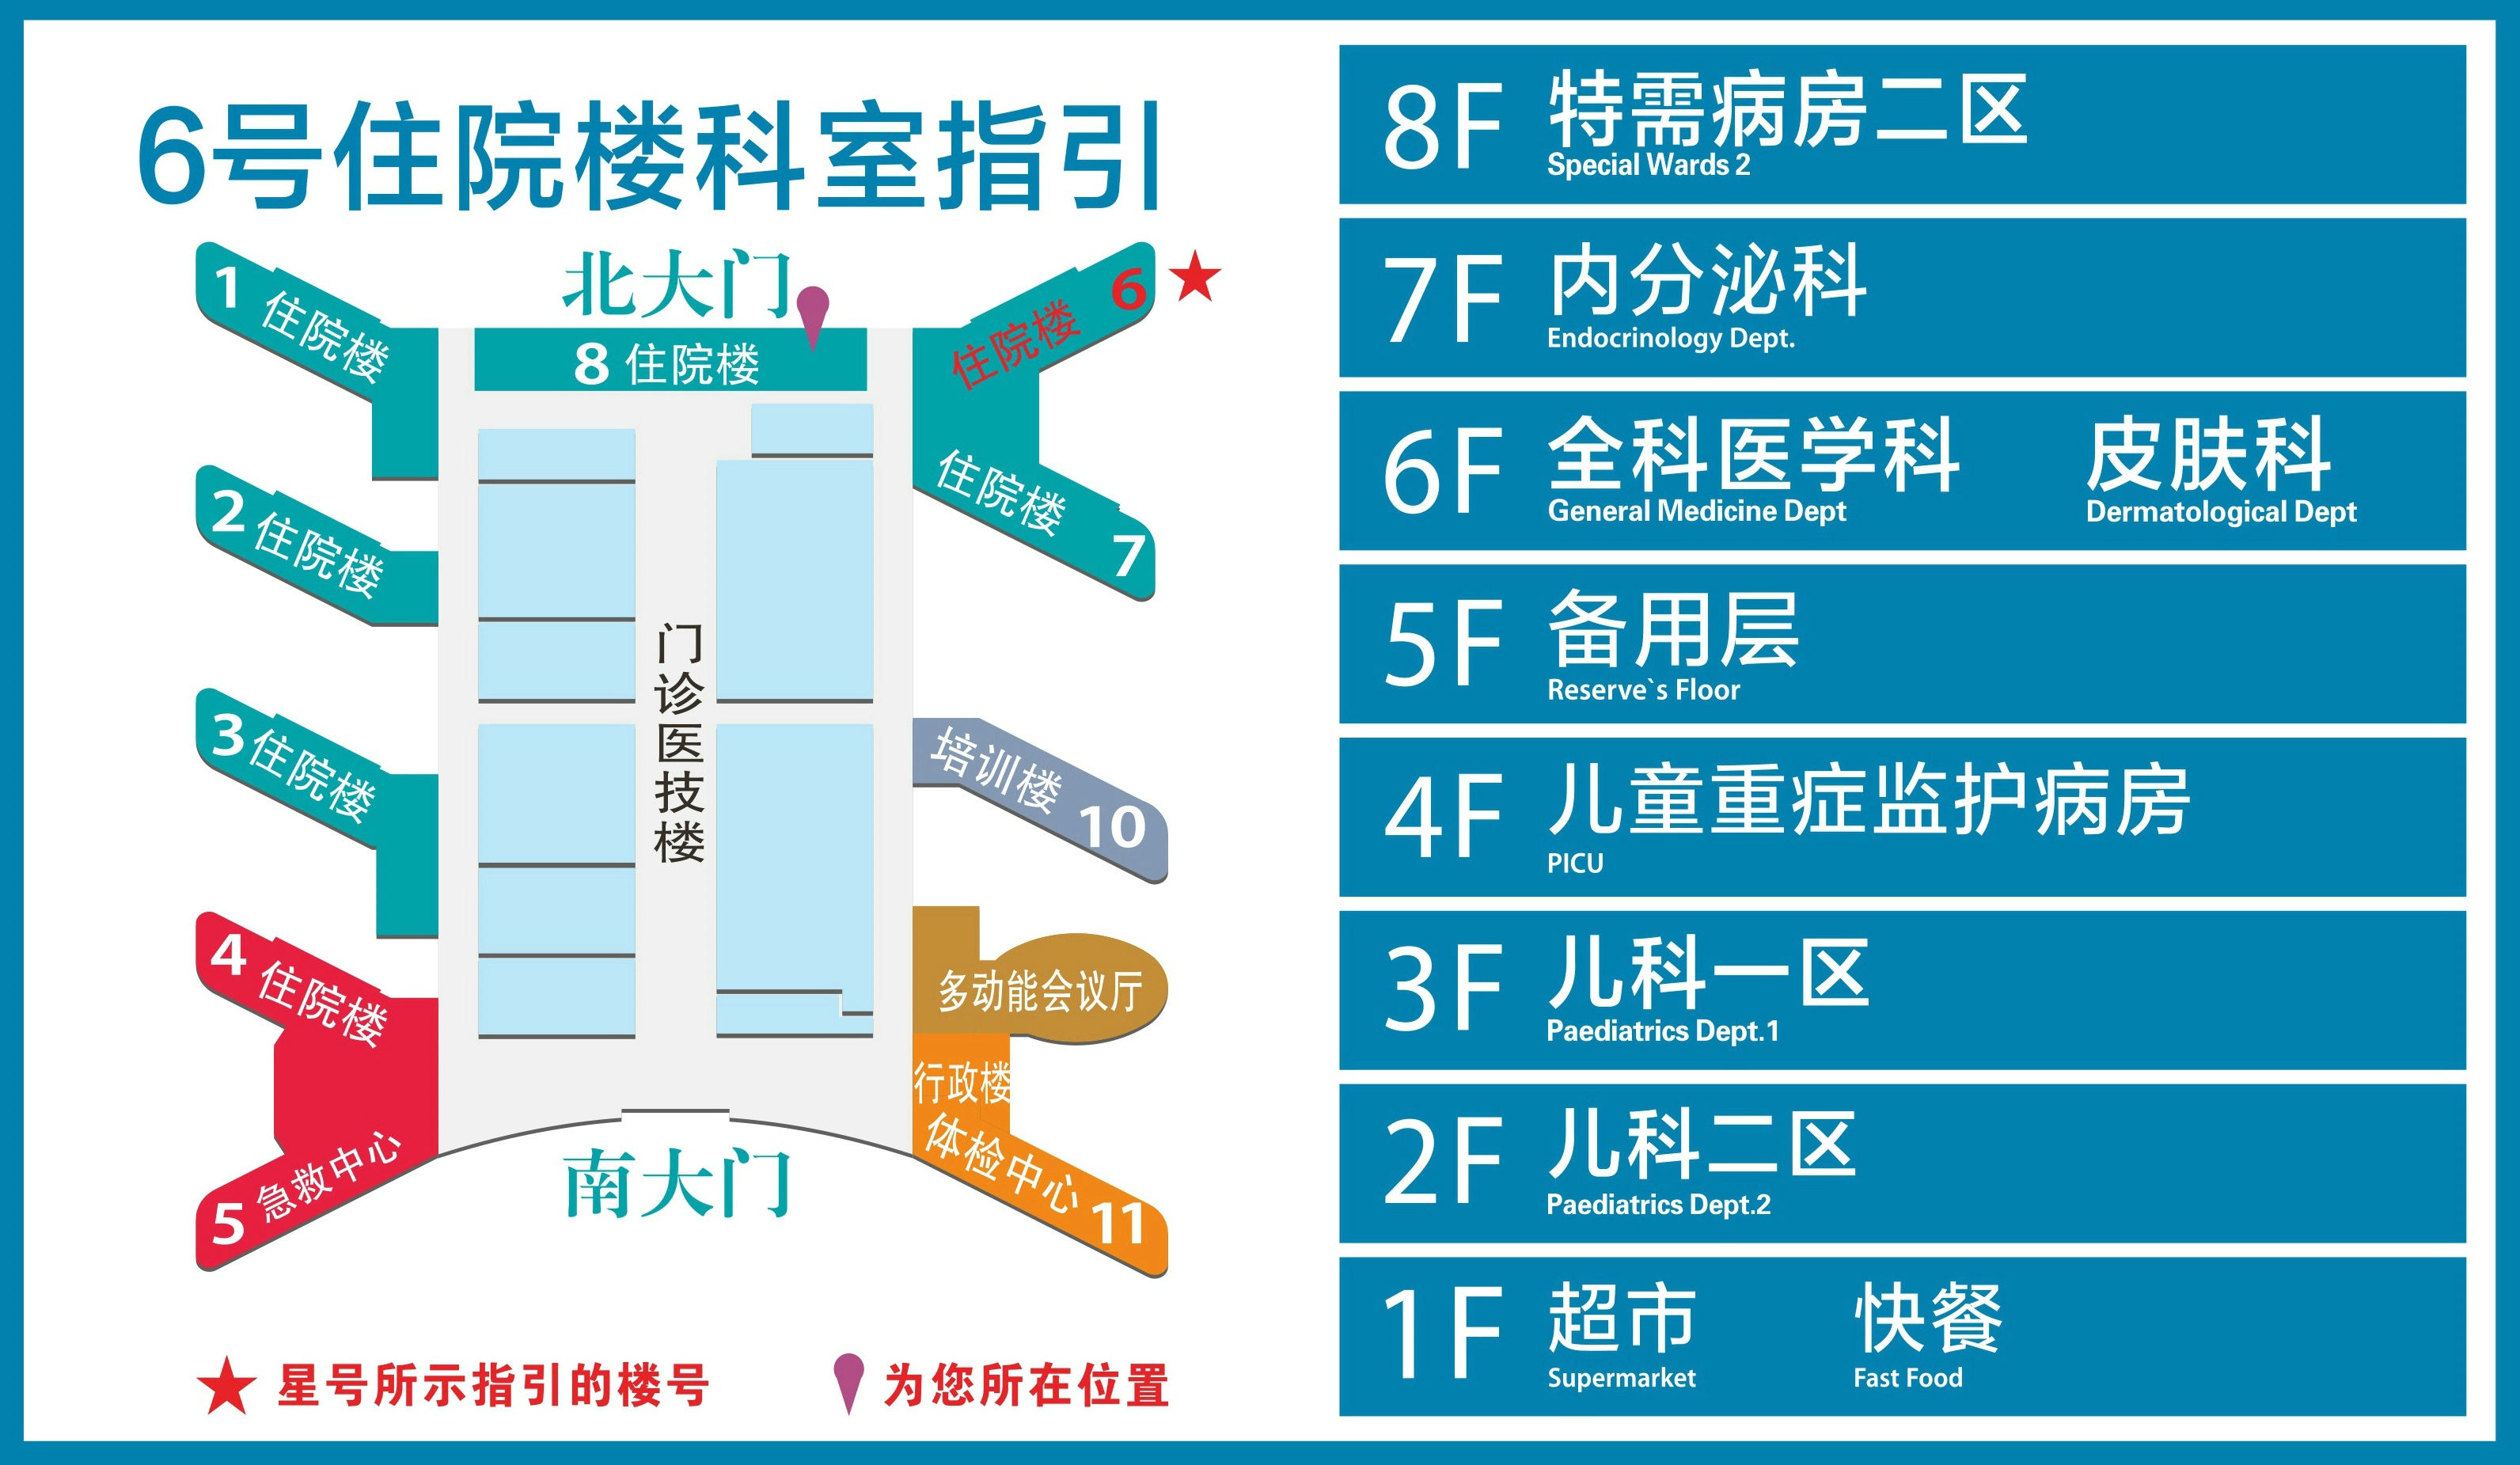 6号住院楼科室指引
北大门
1 住院楼
8 住院楼
住院楼 6
2 住院楼
住院楼 7
3 住院楼
门诊医技楼
培训楼 10
4 住院楼
多动能会议厅
行政楼
5 急救中心
体检中心 11
南大门
星号所示指引的楼号
为您所在位置
8F 特需病房二区
Special Wards 2
7F 内分泌科
Endocrinology Dept.
6F 全科医学科 皮肤科
General Medicine Dept Dermatological Dept
5F 备用层
Reserve`s Floor
4F 儿童重症监护病房
PICU
3F 儿科一区
Paediatrics Dept.1
2F 儿科二区
Paediatrics Dept.2
1F 超市 快餐
Supermarket Fast Food